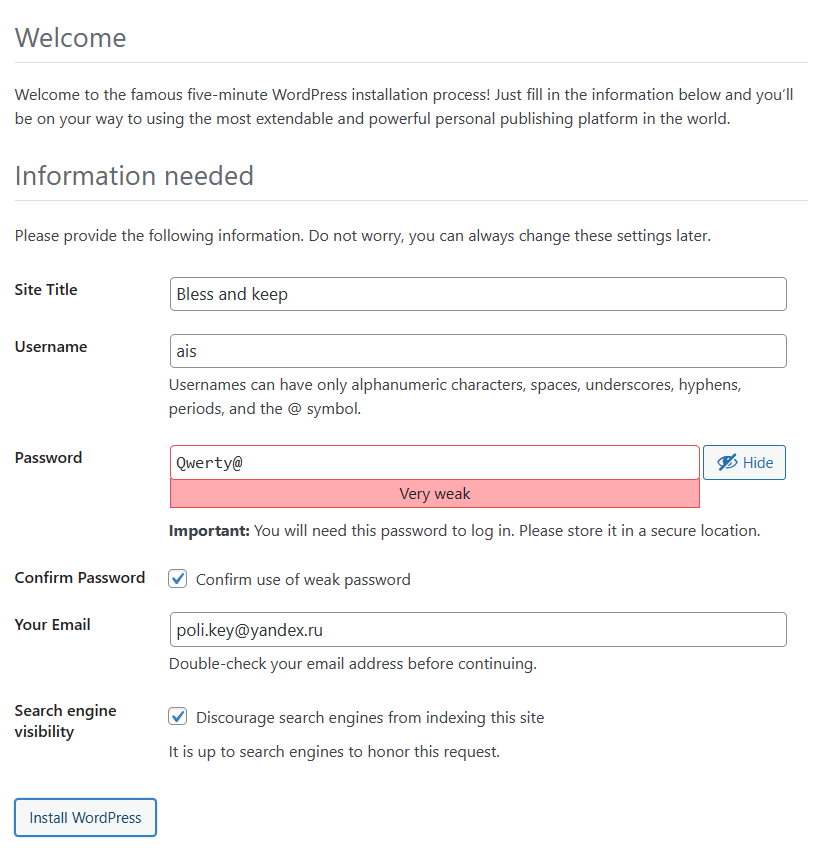 Welcome
Welcome to the famous five-minute WordPress installation process! Just fill in the information below and you’ll
be on your way to using the most extendable and powerful personal publishing platform in the world.
Information needed
Please provide the following information. Do not worry, you can always change these settings later.
Site Title
Bless and keep
Username
ais
Usernames can have only alphanumeric characters, spaces, underscores, hyphens,
periods, and the @ symbol.
Password
Qwerty@
Hide
Very weak
Important: You will need this password to log in. Please store it in a secure location.
Confirm Password
Confirm use of weak password
Your Email
poli.key@yandex.ru
Double-check your email address before continuing.
Search engine
visibility
Discourage search engines from indexing this site
It is up to search engines to honor this request.
Install WordPress